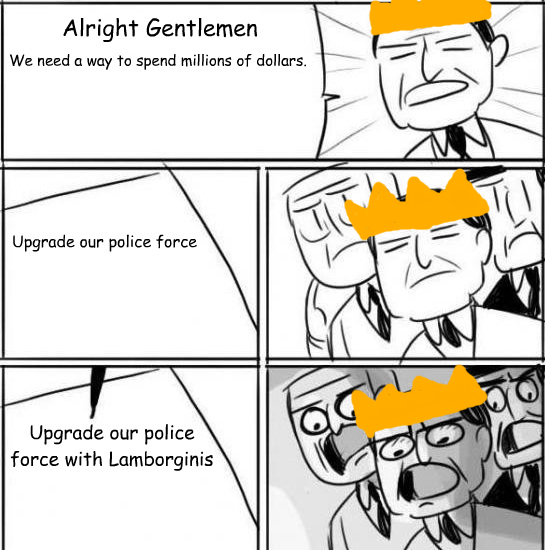 Alright Gentlemen
We need a way to spend millions of dollars.
Upgrade our police force
Upgrade our police
force with Lamborginis